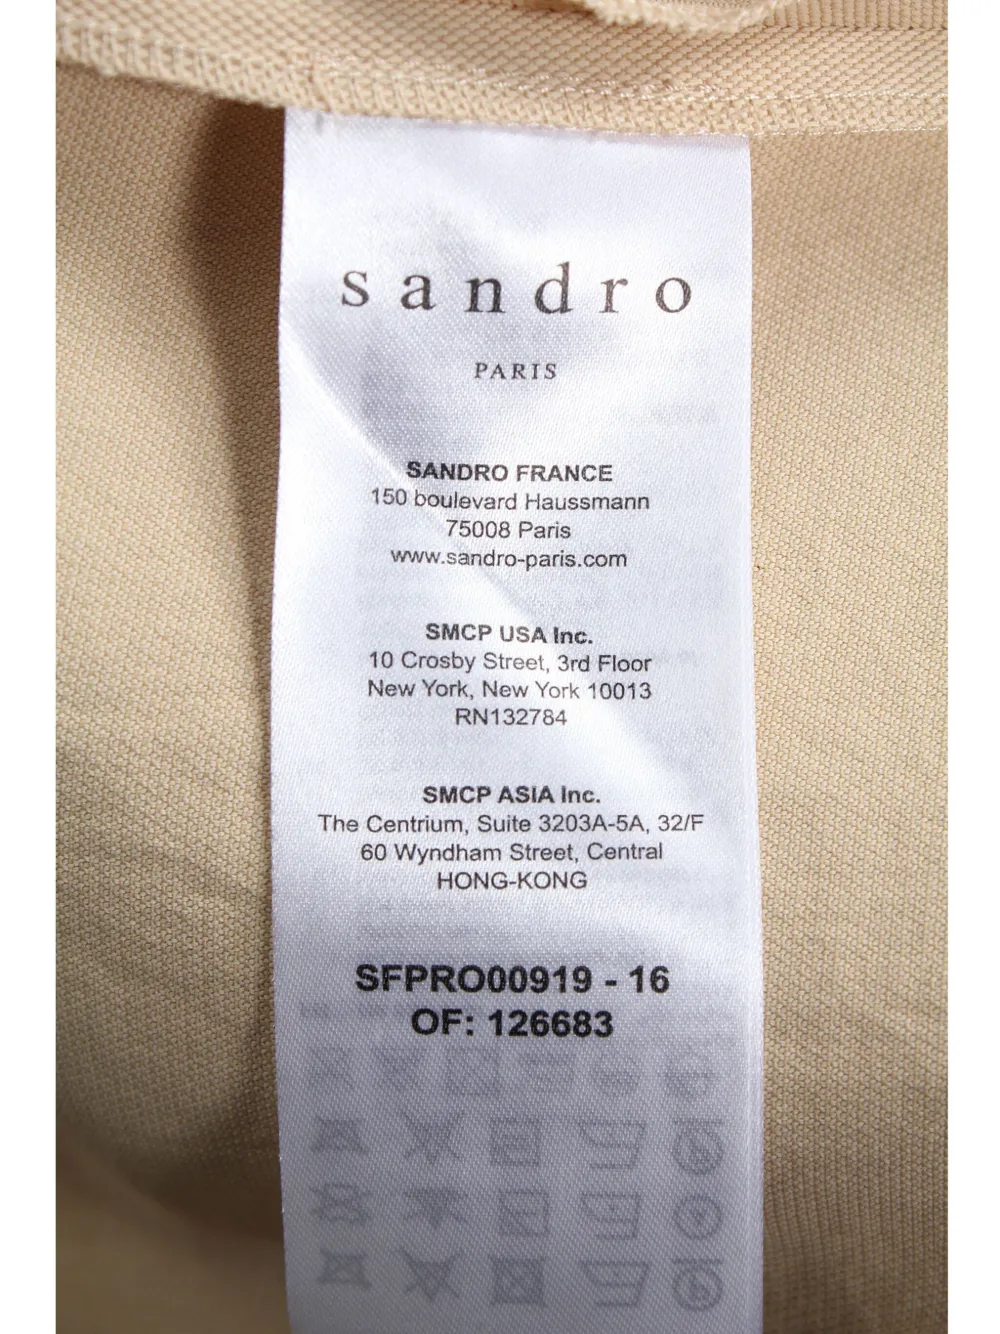 sandro
PARIS
SANDRO FRANCE
150 boulevard Haussmann
75008 Paris
www.sandro-paris.com
SMCP USA Inc.
10 Crosby Street, 3rd Floor
New York, New York 10013
RN132784
SMCP ASIA Inc.
The Centrium, Suite 3203A-5A, 32/F
60 Wyndham Street, Central
HONG-KONG
SFPRO00919 - 16
OF: 126683